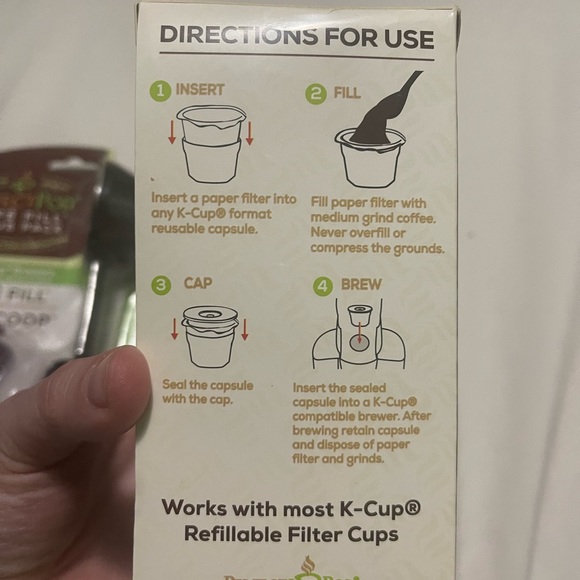 DIRECTIONS FOR USE
1 INSERT
Insert a paper filter into
any K-Cup® format
reusable capsule.
2 FILL
Fill paper filter with
medium grind coffee.
Never overfill or
compress the grounds.
3 CAP
Seal the capsule
with the cap.
4 BREW
Insert the sealed
capsule into a K-Cup®
compatible brewer. After
brewing retain capsule
and dispose of paper
filter and grinds.
Works with most K-Cup®
Refillable Filter Cups
FILL